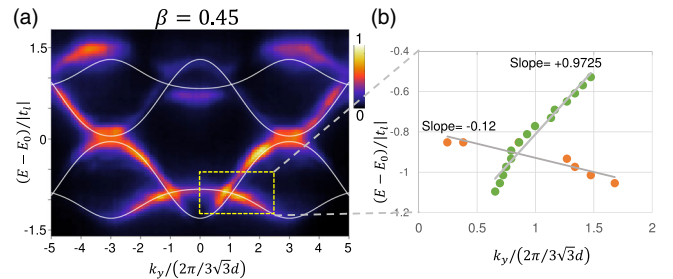 (a)
β = 0.45
(E − E₀)/|tₗ|
1.5
0
-1.5
-5 -4 -3 -2 -1 0 1 2 3 4 5
k_y/(2π/3√3d)
1
0
(b)
(E − E₀)/|tₗ|
-0.4
-0.6
-0.8
-1
-1.2
Slope= +0.9725
Slope= -0.12
0 0.5 1 1.5 2
k_y/(2π/3√3d)